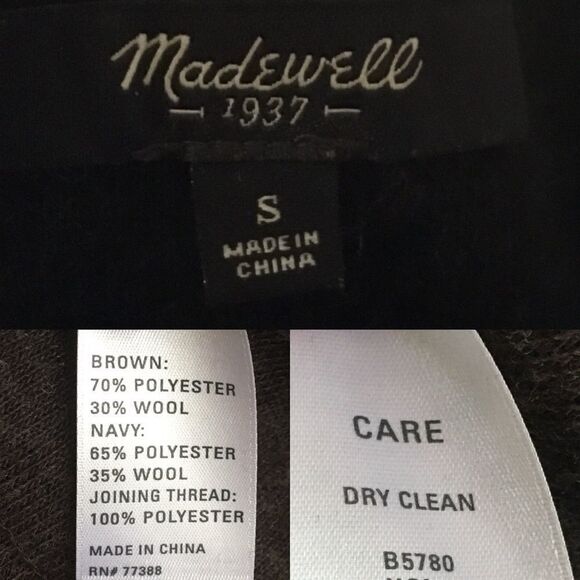 Madewell
1937
S
MADE IN
CHINA
BROWN:
70% POLYESTER
30% WOOL
NAVY:
65% POLYESTER
35% WOOL
JOINING THREAD:
100% POLYESTER
MADE IN CHINA
RN# 77388
CARE
DRY CLEAN
B5780